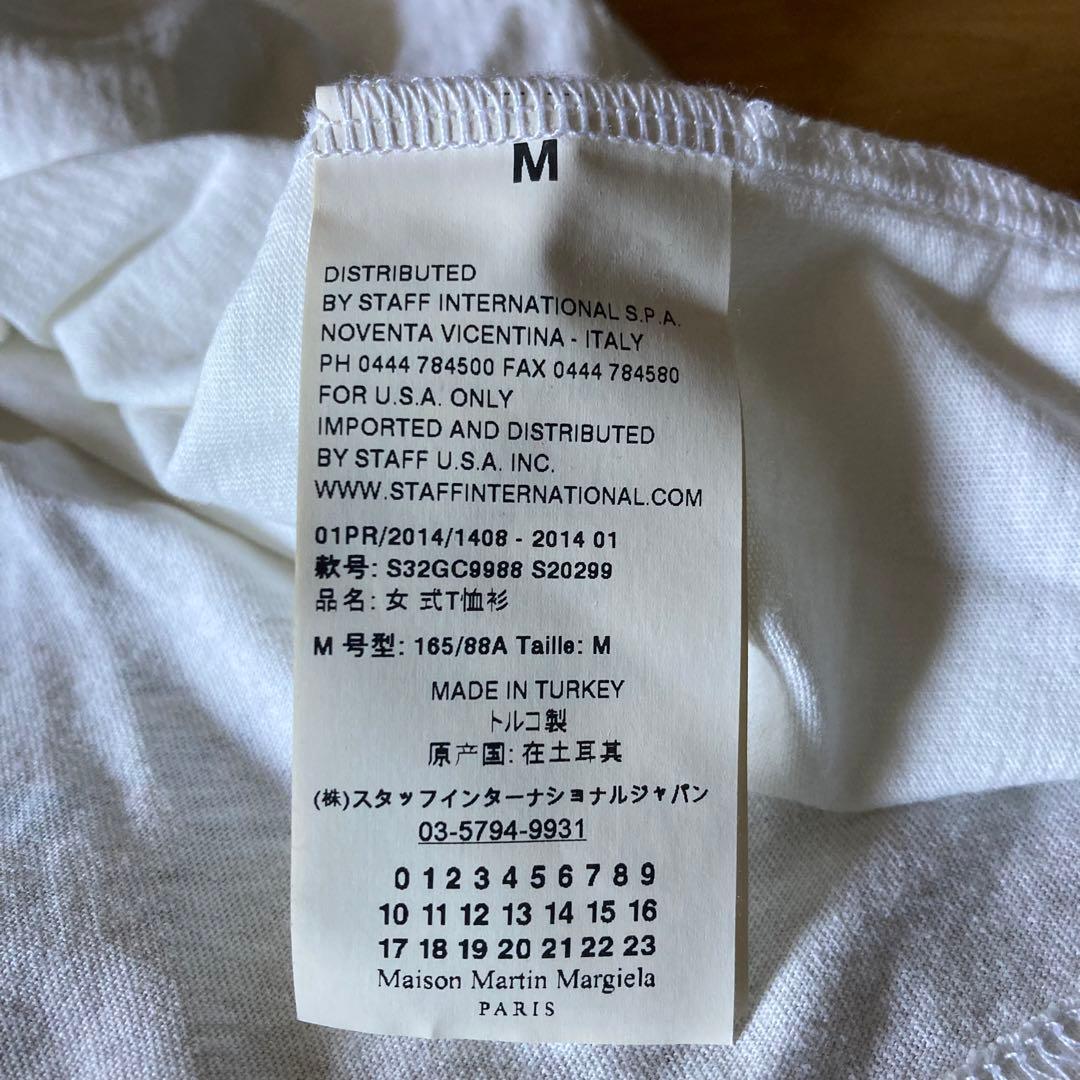 M
DISTRIBUTED
BY STAFF INTERNATIONAL S.P.A.
NOVENTA VICENTINA - ITALY
PH 0444 784500 FAX 0444 784580
FOR U.S.A. ONLY
IMPORTED AND DISTRIBUTED
BY STAFF U.S.A. INC.
WWW.STAFFINTERNATIONAL.COM
01PR/2014/1408 - 2014 01
款号: S32GC9988 S20299
品名: 女 式T恤衫
M 号型: 165/88A Taille: M
MADE IN TURKEY
トルコ製
原产国: 在土耳其
(株)スタッフインターナショナルジャパン
03-5794-9931
0 1 2 3 4 5 6 7 8 9
10 11 12 13 14 15 16
17 18 19 20 21 22 23
Maison Martin Margiela
PARIS